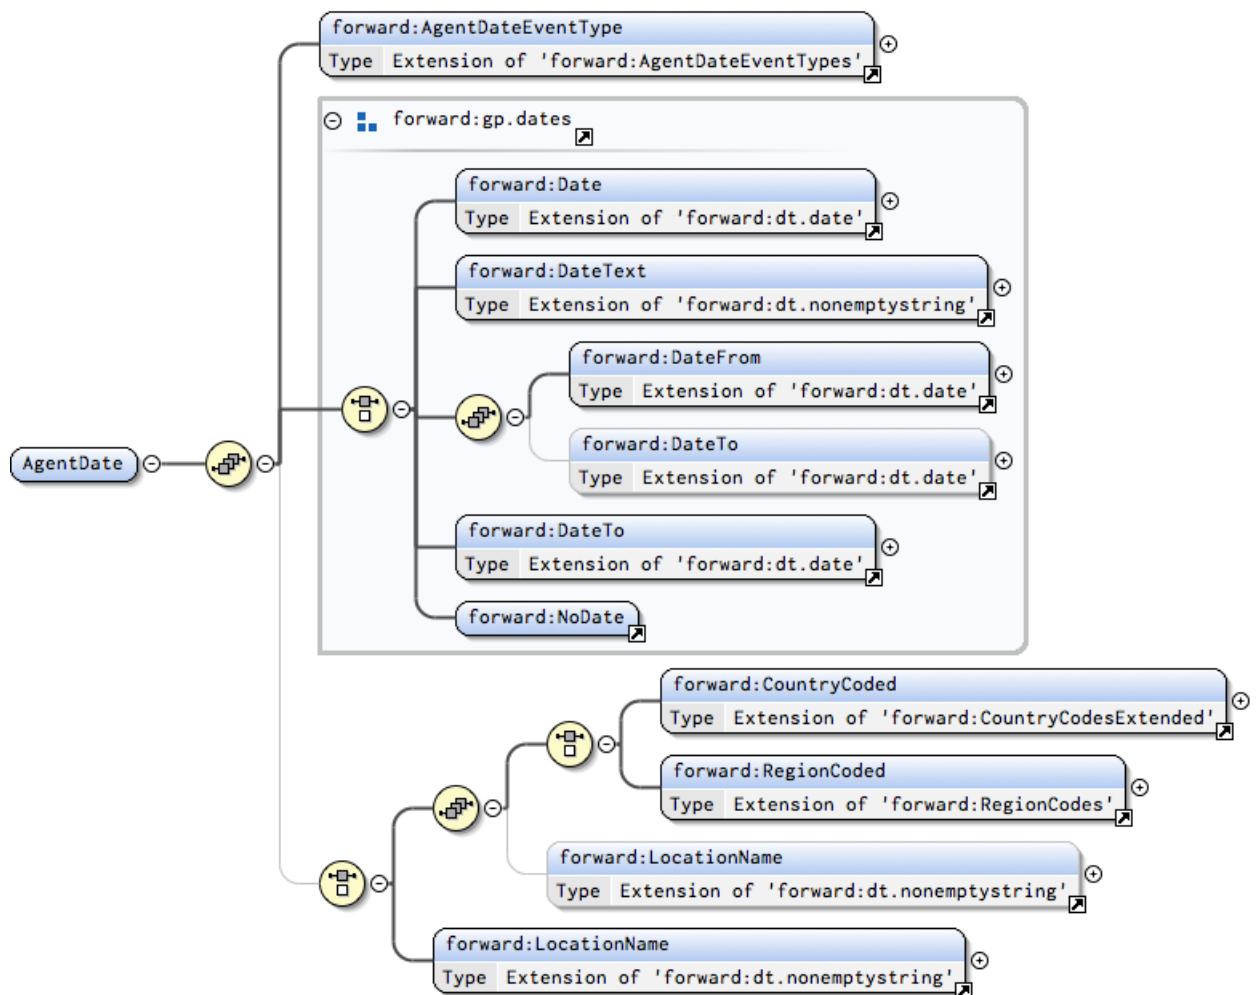 forward:AgentDateEventType
Type Extension of 'forward:AgentDateEventTypes'
forward:gp.dates
forward:Date
Type Extension of 'forward:dt.date'
forward:DateText
Type Extension of 'forward:dt.nonemptystring'
forward:DateFrom
Type Extension of 'forward:dt.date'
forward:DateTo
Type Extension of 'forward:dt.date'
AgentDate
forward:DateTo
Type Extension of 'forward:dt.date'
forward:NoDate
forward:CountryCoded
Type Extension of 'forward:CountryCodesExtended'
forward:RegionCoded
Type Extension of 'forward:RegionCodes'
forward:LocationName
Type Extension of 'forward:dt.nonemptystring'
forward:LocationName
Type Extension of 'forward:dt.nonemptystring'